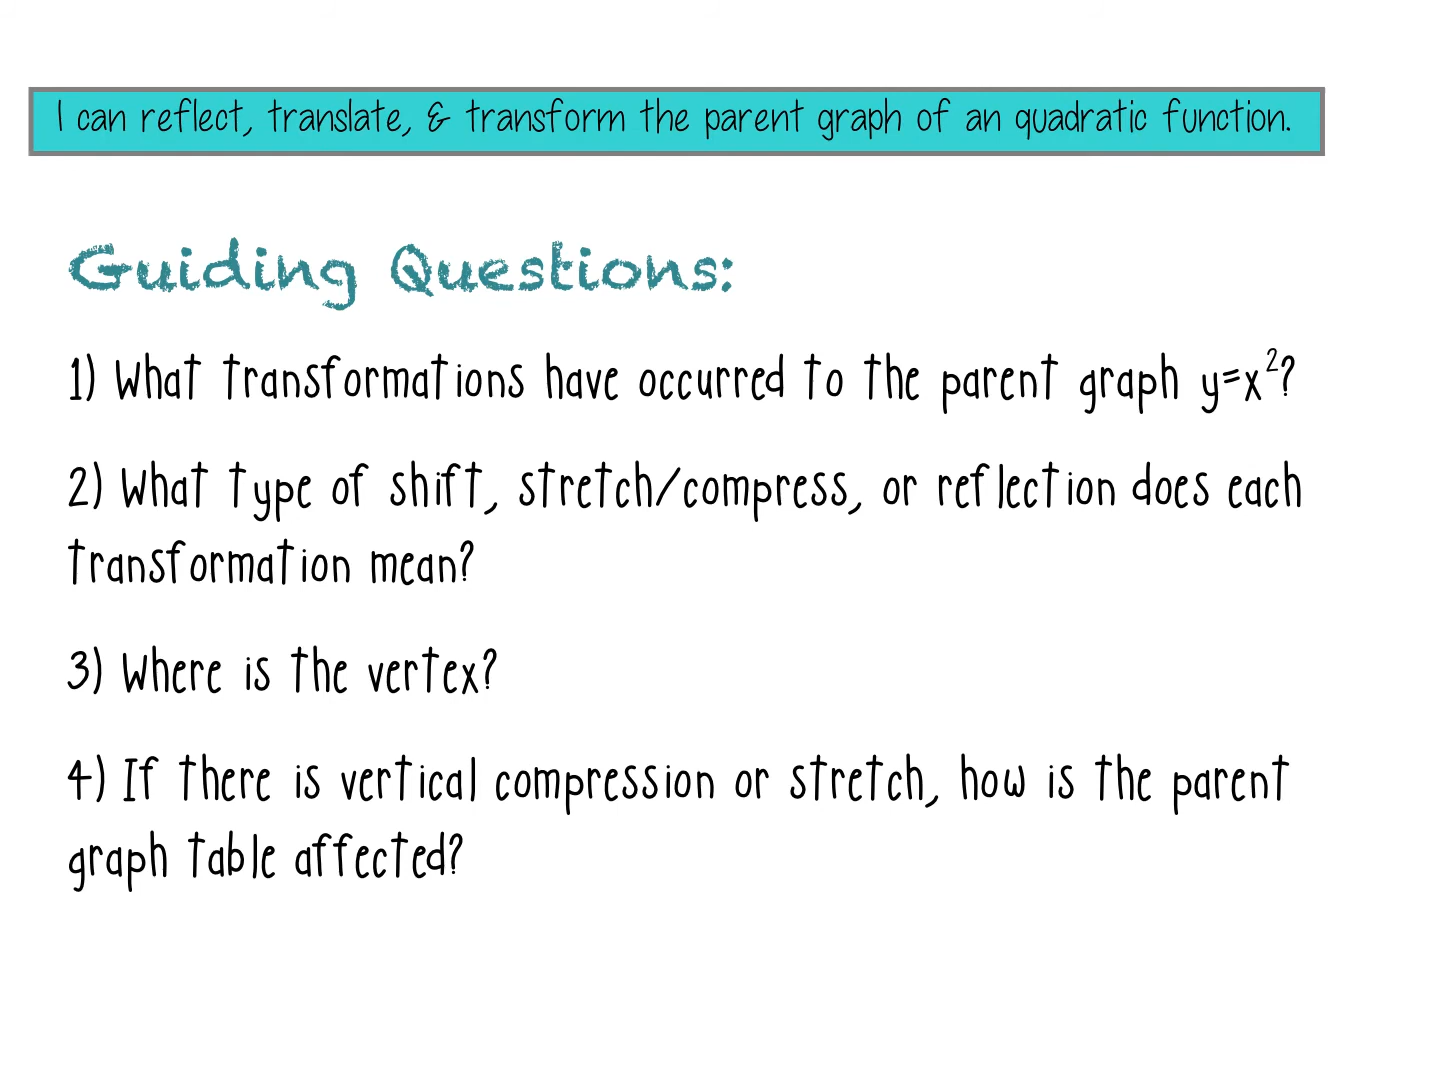 I can reflect, translate, & transform the parent graph of an quadratic function.
Guiding Questions:
1) What transformations have occurred to the parent graph y=x²?
2) What type of shift, stretch/compress, or reflection does each
transformation mean?
3) Where is the vertex?
4) If there is vertical compression or stretch, how is the parent
graph table affected?